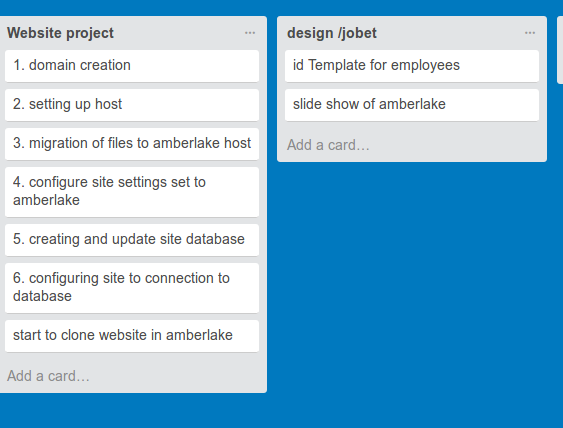 Website project
1. domain creation
2. setting up host
3. migration of files to amberlake host
4. configure site settings set to
amberlake
5. creating and update site database
6. configuring site to connection to
database
start to clone website in amberlake
Add a card…
design /jobet
id Template for employees
slide show of amberlake
Add a card…